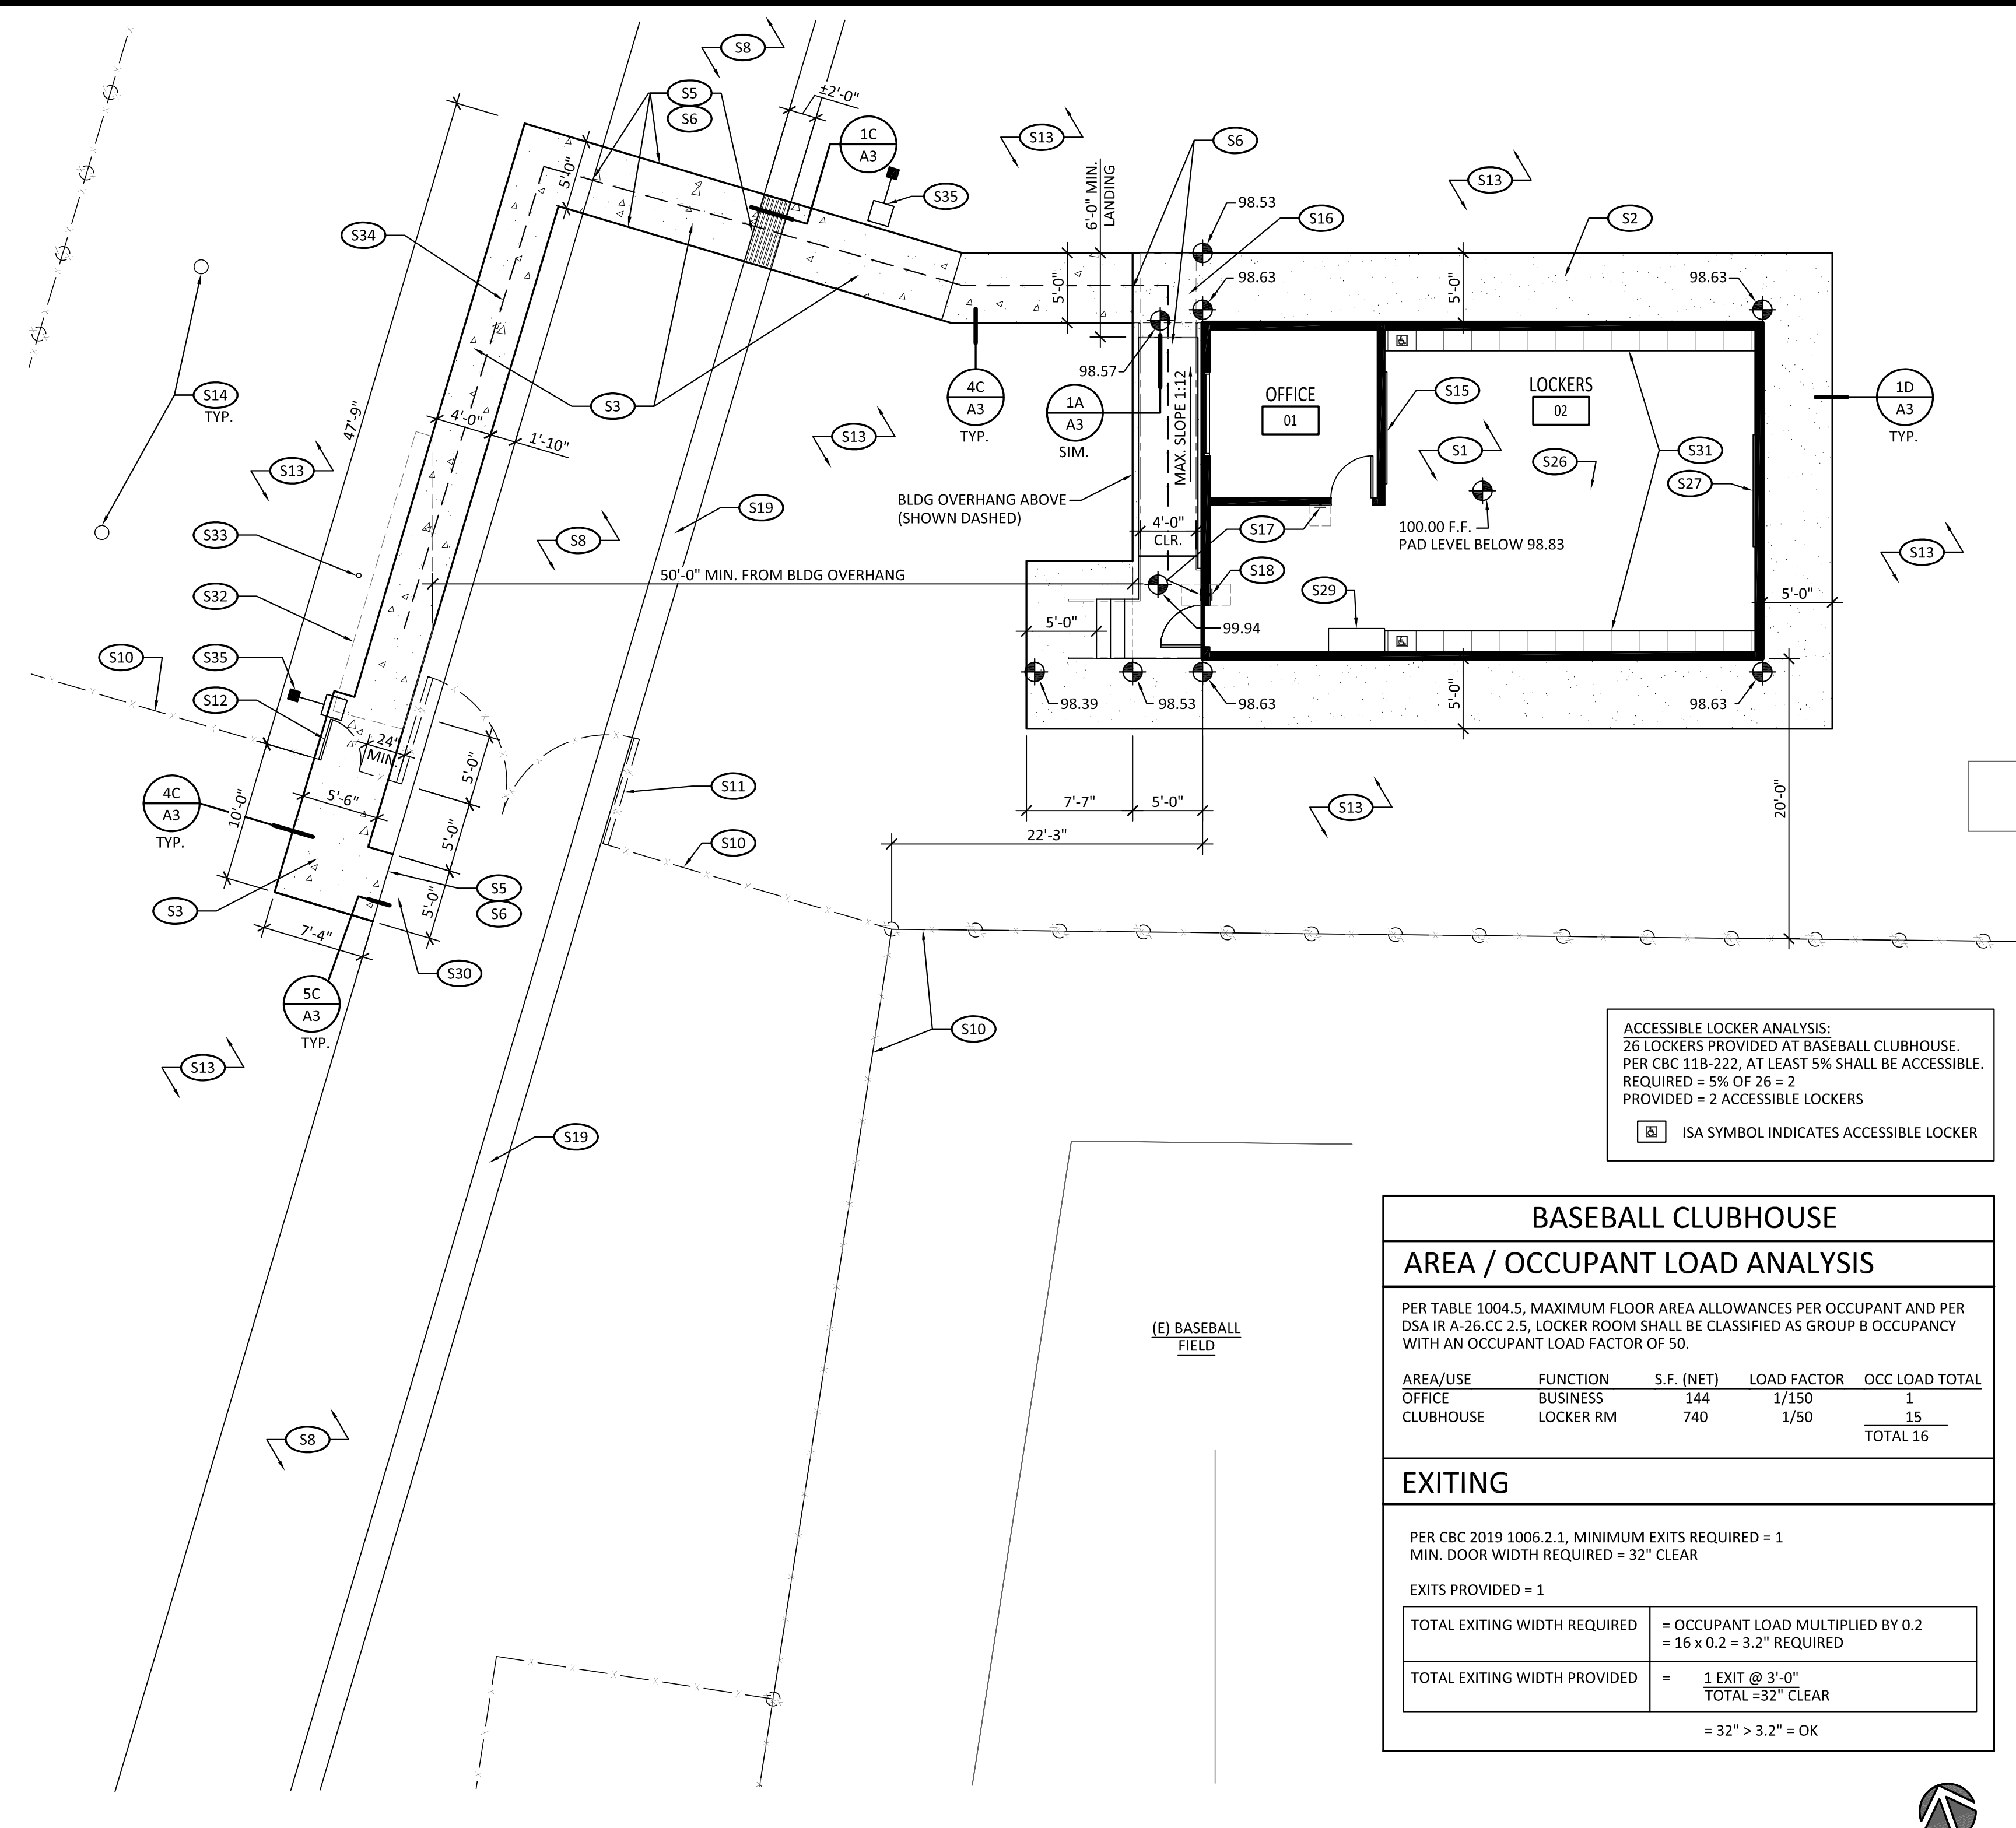 S8
S5
S6
±2'-0"
1C
A3
S13
S6
S35
5'-0"
6'-0" MIN.
LANDING
98.53
S16
S13
S2
S34
98.63
5'-0"
5'-0"
98.63
S14
TYP.
47'-9"
S3
4'-0"
1'-10"
98.57
4C
A3
TYP.
1A
A3
SIM.
MAX. SLOPE 1:12
OFFICE
01
S15
LOCKERS
02
1D
A3
TYP.
S13
S13
S1
S26
S31
S27
BLDG OVERHANG ABOVE
(SHOWN DASHED)
S19
S33
S8
4'-0"
CLR.
S17
100.00 F.F.
PAD LEVEL BELOW 98.83
S13
50'-0" MIN. FROM BLDG OVERHANG
S18
S32
S29
5'-0"
5'-0"
99.94
S10
S35
S12
98.39
98.53
98.63
5'-0"
98.63
24"
MIN.
5'-0"
S11
4C
A3
TYP.
10'-0"
5'-6"
5'-0"
7'-7"
5'-0"
S13
20'-0"
22'-3"
S10
S3
5'-0"
S5
S6
7'-4"
S30
5C
A3
TYP.
S10
S13
ACCESSIBLE LOCKER ANALYSIS:
26 LOCKERS PROVIDED AT BASEBALL CLUBHOUSE.
PER CBC 11B-222, AT LEAST 5% SHALL BE ACCESSIBLE.
REQUIRED = 5% OF 26 = 2
PROVIDED = 2 ACCESSIBLE LOCKERS
ISA SYMBOL INDICATES ACCESSIBLE LOCKER
S19
BASEBALL CLUBHOUSE
AREA / OCCUPANT LOAD ANALYSIS
PER TABLE 1004.5, MAXIMUM FLOOR AREA ALLOWANCES PER OCCUPANT AND PER
DSA IR A-26.CC 2.5, LOCKER ROOM SHALL BE CLASSIFIED AS GROUP B OCCUPANCY
WITH AN OCCUPANT LOAD FACTOR OF 50.
(E) BASEBALL
FIELD
AREA/USE FUNCTION S.F. (NET) LOAD FACTOR OCC LOAD TOTAL
OFFICE BUSINESS 144 1/150 1
CLUBHOUSE LOCKER RM 740 1/50 15
TOTAL 16
S8
EXITING
PER CBC 2019 1006.2.1, MINIMUM EXITS REQUIRED = 1
MIN. DOOR WIDTH REQUIRED = 32" CLEAR
EXITS PROVIDED = 1
TOTAL EXITING WIDTH REQUIRED = OCCUPANT LOAD MULTIPLIED BY 0.2
= 16 x 0.2 = 3.2" REQUIRED
TOTAL EXITING WIDTH PROVIDED = 1 EXIT @ 3'-0"
TOTAL =32" CLEAR
= 32" > 3.2" = OK